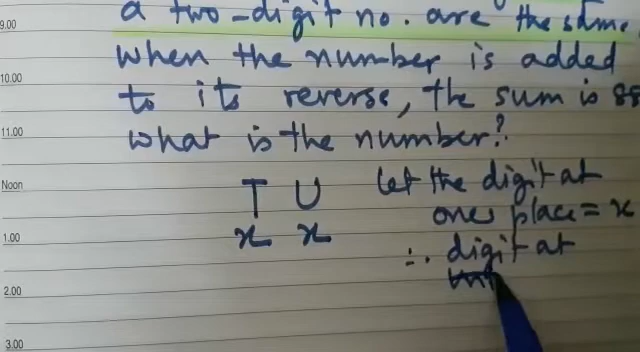 a two-digit no. are the same.
9.00
when the number is added
10.00
to its reverse, the sum is 88
11.00
what is the number?
Noon
T U
Let the digit at
ones place = x
x x
1.00
∴ digit at
2.00
3.00